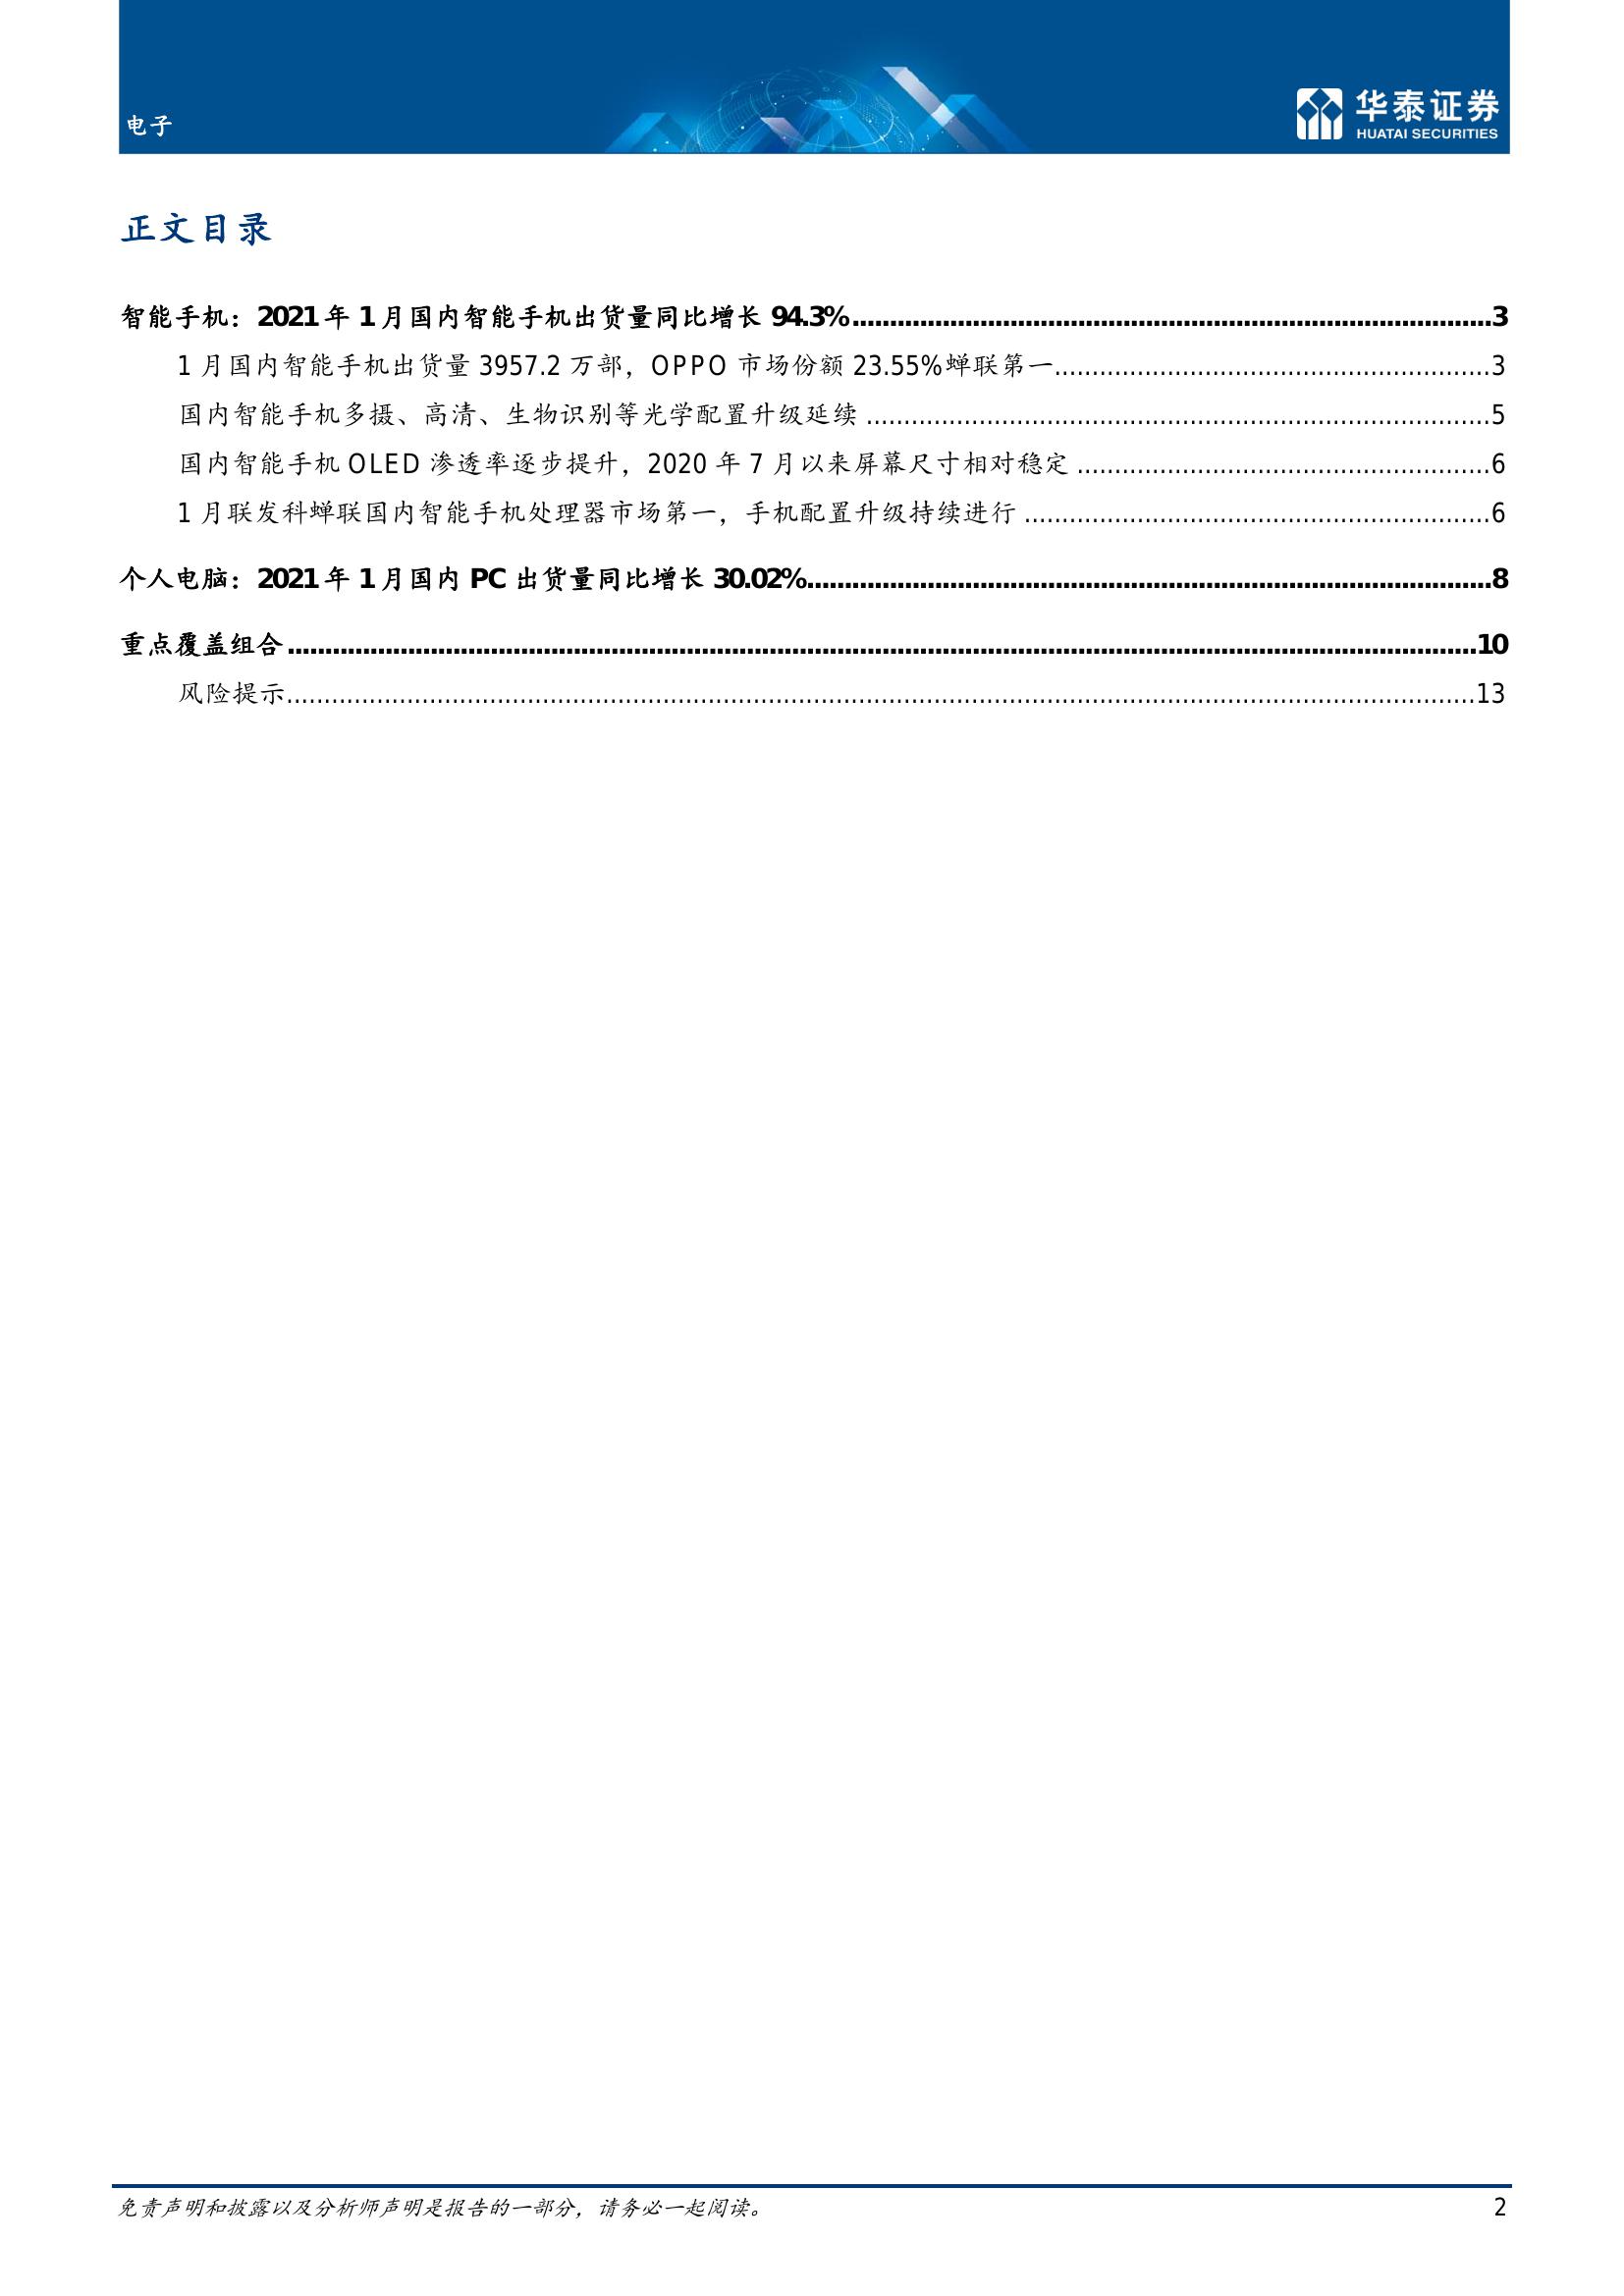 电子
华泰证券
HUATAI SECURITIES
正文目录
智能手机：2021 年 1 月国内智能手机出货量同比增长 94.3%........................................3
1 月国内智能手机出货量 3957.2 万部，OPPO 市场份额 23.55%蝉联第一........................................3
国内智能手机多摄、高清、生物识别等光学配置升级延续 ........................................5
国内智能手机 OLED 渗透率逐步提升，2020 年 7 月以来屏幕尺寸相对稳定 ........................................6
1 月联发科蝉联国内智能手机处理器市场第一，手机配置升级持续进行 ........................................6
个人电脑：2021 年 1 月国内 PC 出货量同比增长 30.02%........................................8
重点覆盖组合 ........................................10
风险提示........................................13
免责声明和披露以及分析师声明是报告的一部分，请务必一起阅读。 2